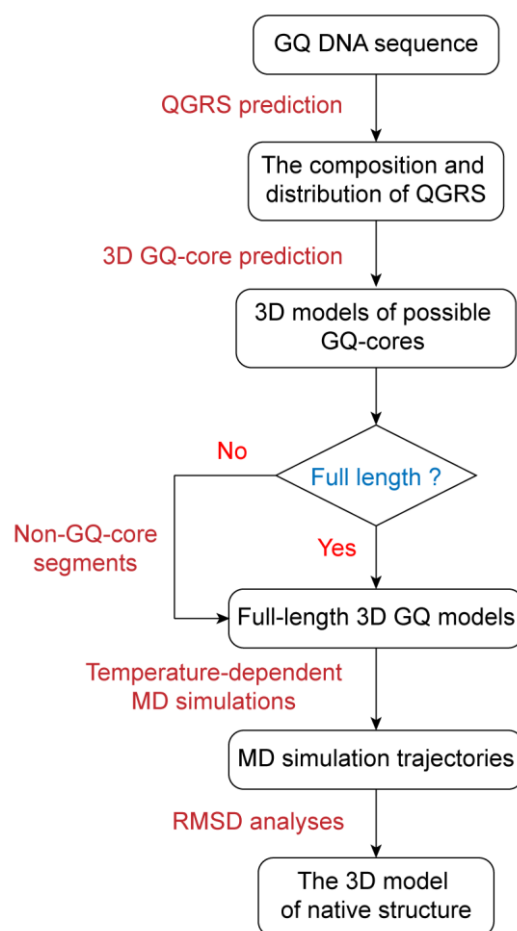 GQ DNA sequence
QGRS prediction
The composition and
distribution of QGRS
3D GQ-core prediction
3D models of possible
GQ-cores
No
Full length ?
Non-GQ-core
segments
Yes
Full-length 3D GQ models
Temperature-dependent
MD simulations
MD simulation trajectories
RMSD analyses
The 3D model
of native structure